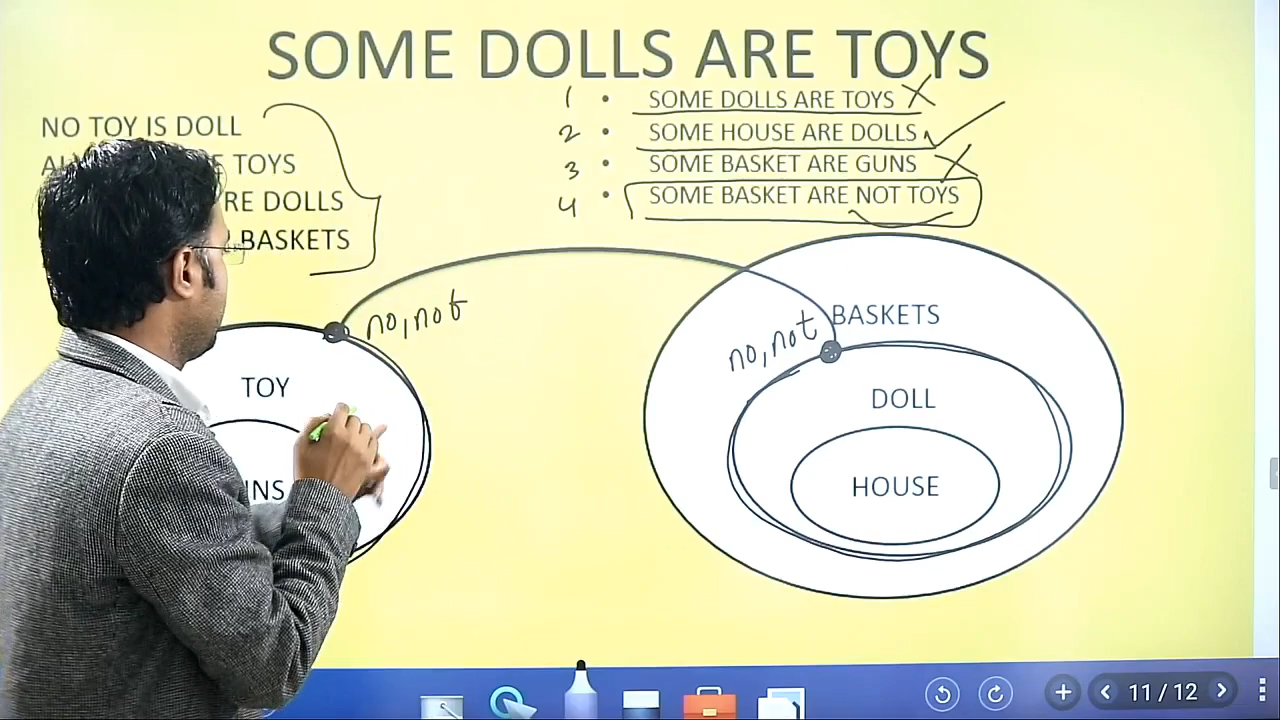 SOME DOLLS ARE TOYS
NO TOY IS DOLL
TOYS
RE DOLLS
BASKETS
1 • SOME DOLLS ARE TOYS
2 • SOME HOUSE ARE DOLLS
3 • SOME BASKET ARE GUNS
4 • SOME BASKET ARE NOT TOYS
no, not
TOY
NS
no, not
BASKETS
DOLL
HOUSE
11 / 12